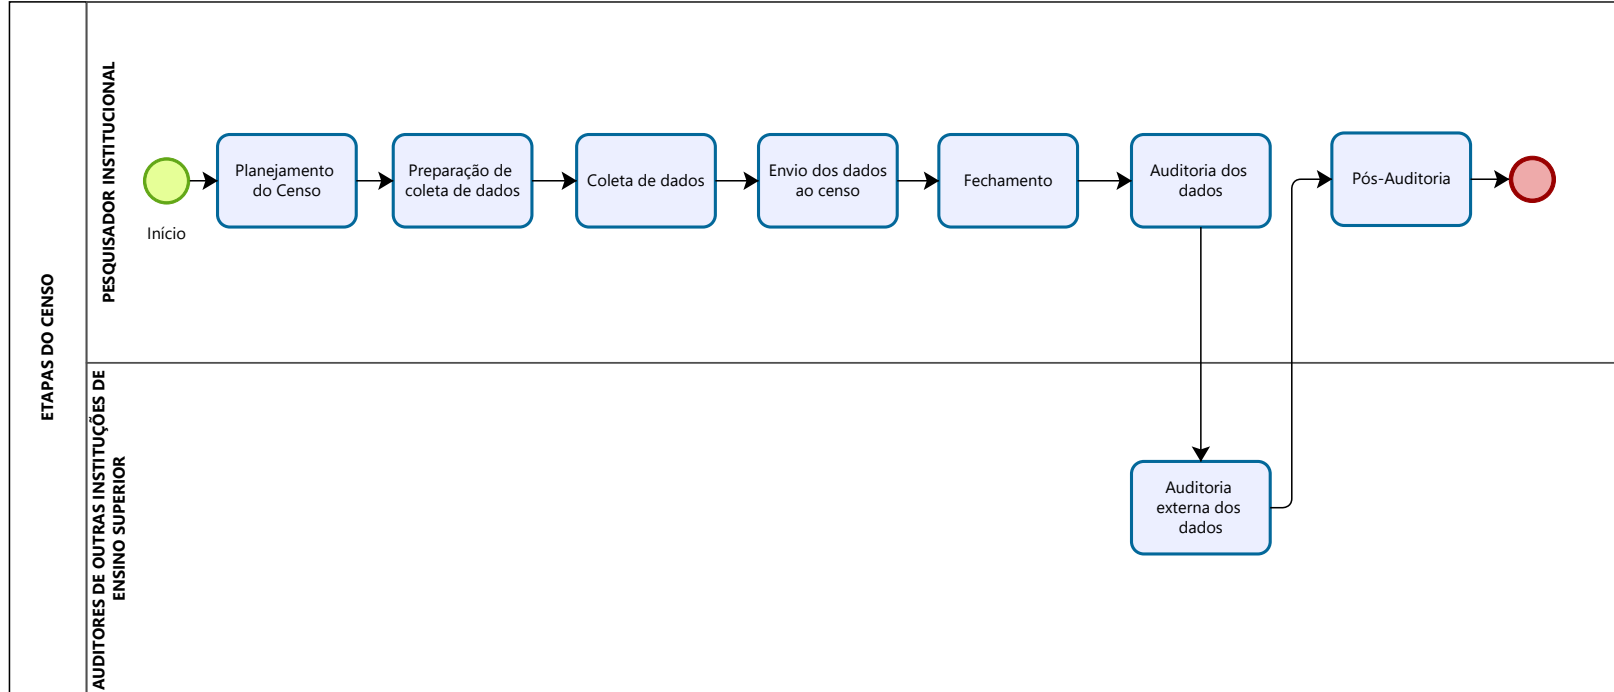 ETAPAS DO CENSO
PESQUISADOR INSTITUCIONAL
Início
Planejamento
do Censo
Preparação de
coleta de dados
Coleta de dados
Envio dos dados
ao censo
Fechamento
Auditoria dos
dados
Pós-Auditoria
AUDITORES DE OUTRAS INSTITUÇÕES DE
ENSINO SUPERIOR
Auditoria
externa dos
dados